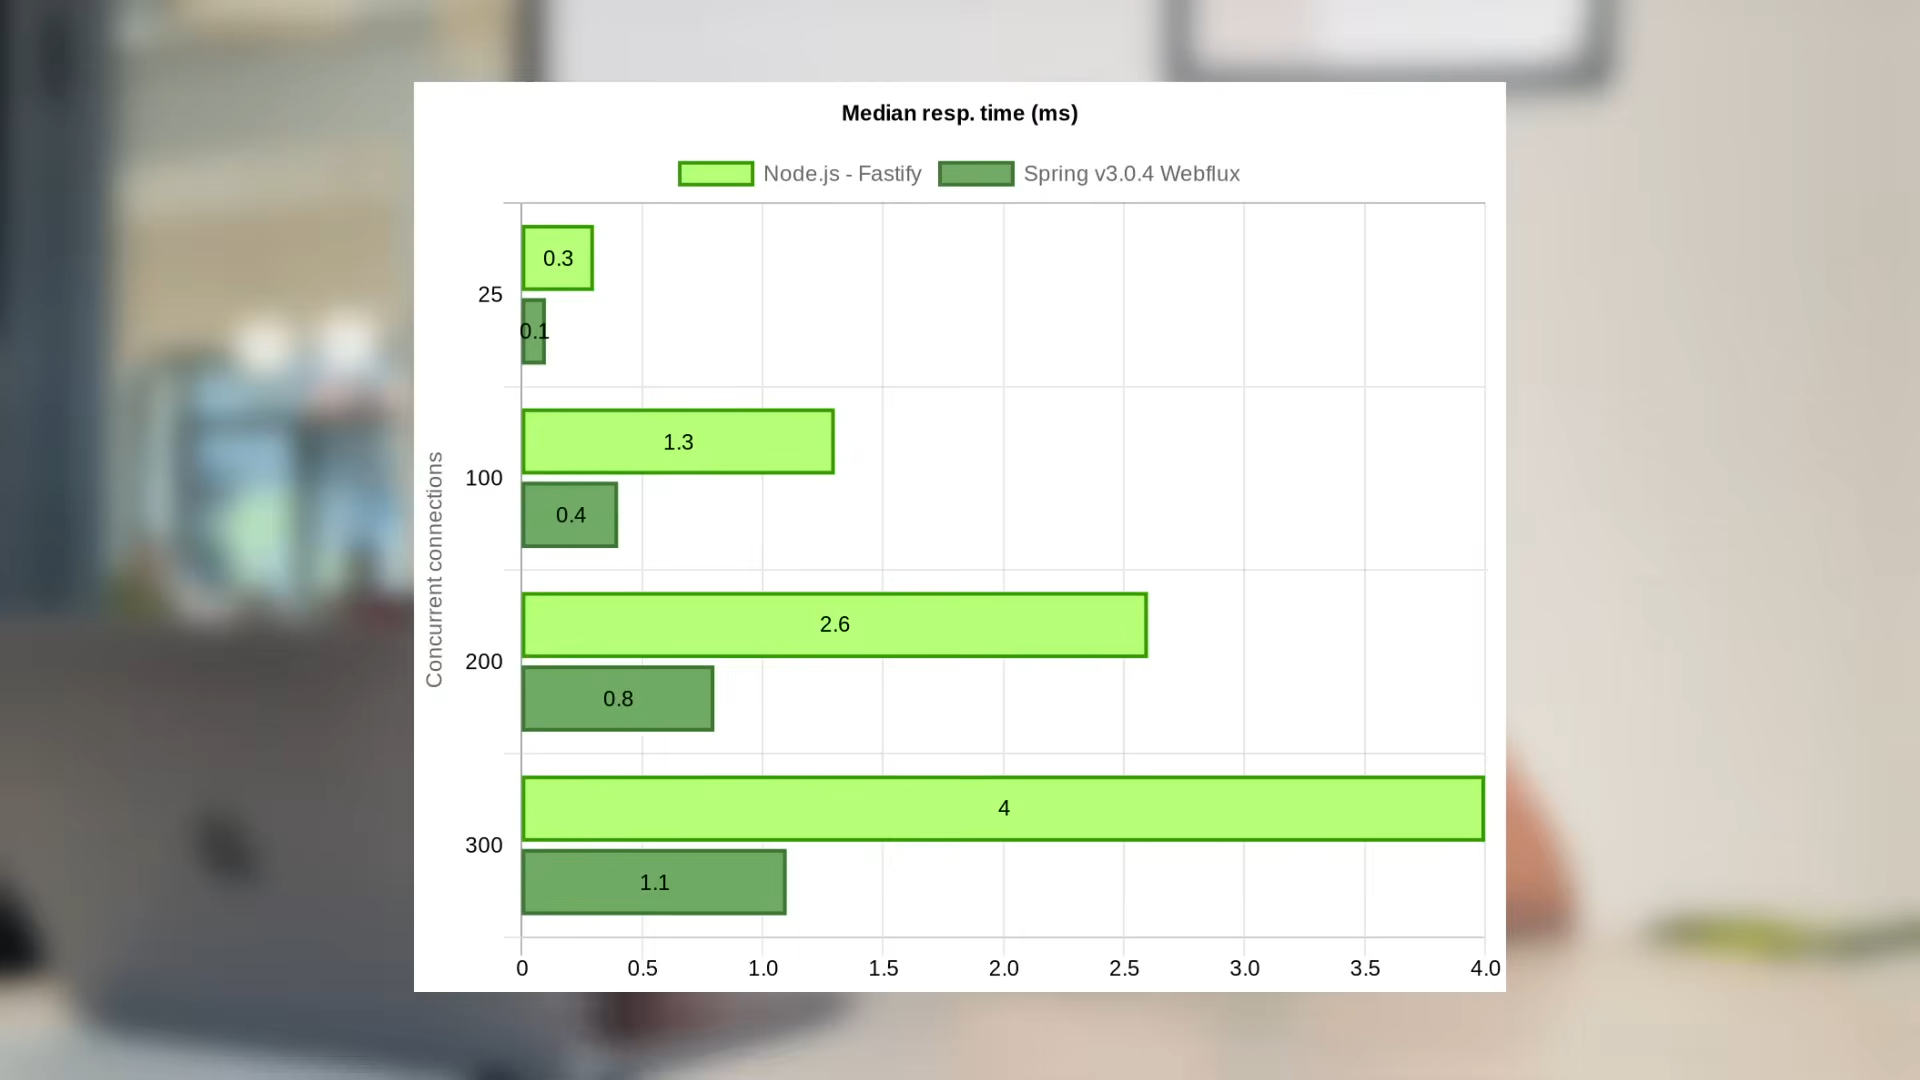 Median resp. time (ms)
Node.js - Fastify
Spring v3.0.4 Webflux
Concurrent connections
25
0.3
0.1
100
1.3
0.4
200
2.6
0.8
300
4
1.1
0 0.5 1.0 1.5 2.0 2.5 3.0 3.5 4.0